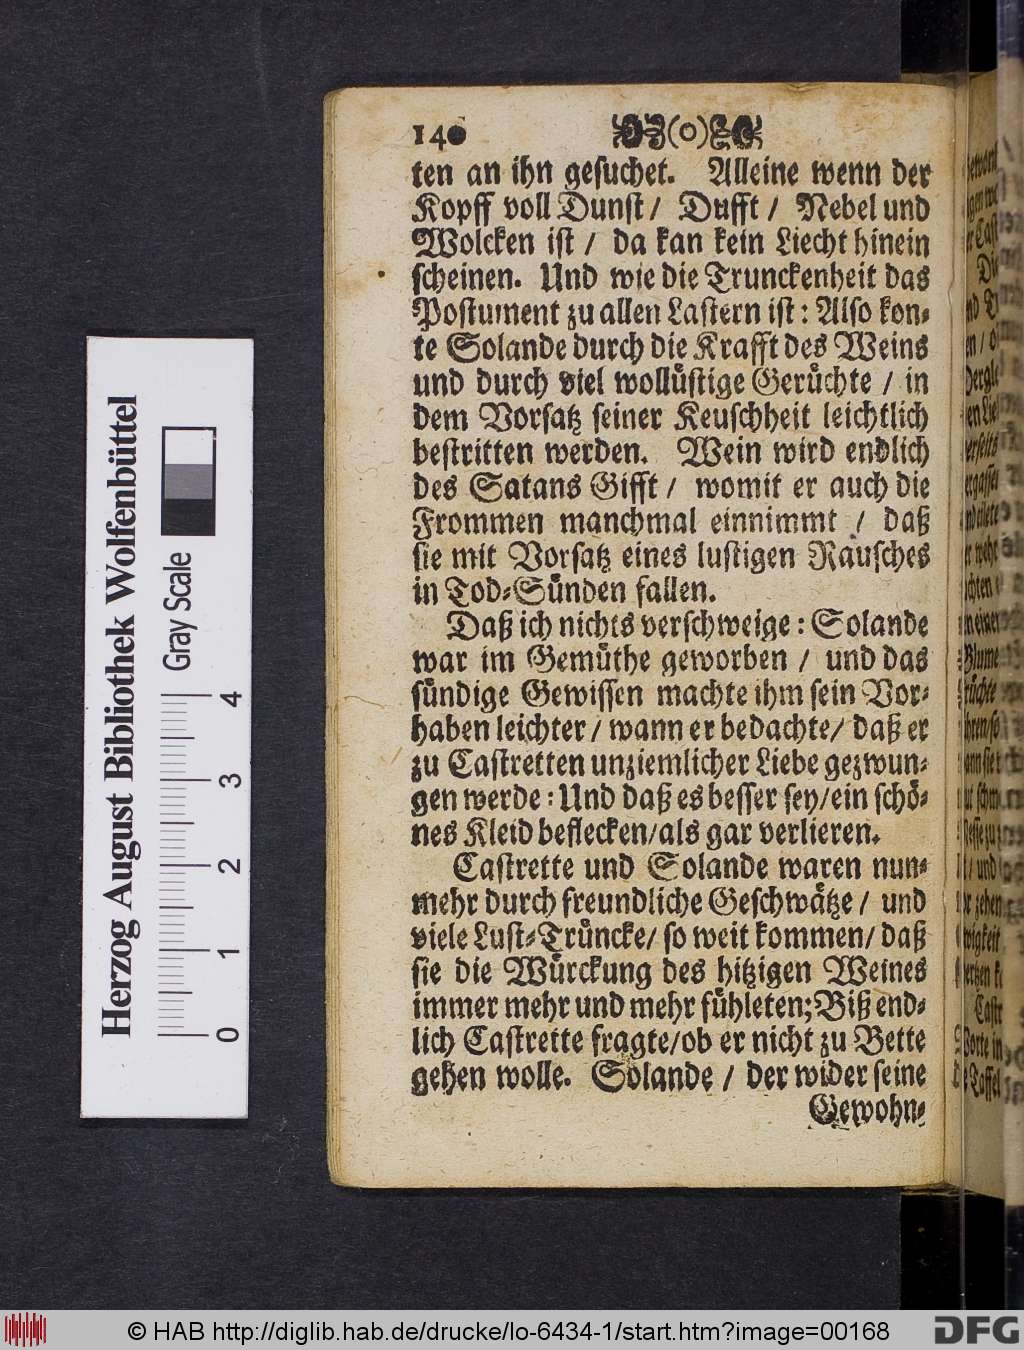 140 (o)
ten an ihn gesuchet. Alleine wenn der
Kopff voll Dunst / Dufft / Nebel und
Wolcken ist / da kan kein Liecht hinein
scheinen. Und wie die Trunckenheit das
Postument zu allen Lastern ist: Also kon-
te Solande durch die Krafft des Weins
und durch viel wollüstige Gerüchte / in
dem Vorsatz seiner Keuschheit leichtlich
bestritten werden. Wein wird endlich
des Satans Gifft / womit er auch die
Frommen manchmal einnimmt / daß
sie mit Vorsatz eines lustigen Rausches
in Tod-Sünden fallen.
Daß ich nichts verschweige: Solande
war im Gemüthe geworben / und das
sündige Gewissen machte ihm sein Vor-
haben leichter / wann er bedachte / daß er
zu Castretten unziemlicher Liebe gezwun-
gen werde: Und daß es besser sey / ein schö-
nes Kleid beflecken / als gar verlieren.
Castrette und Solande waren nun-
mehr durch freundliche Geschwätze / und
viele Lust-Trüncke / so weit kommen / daß
sie die Würckung des hitzigen Weines
immer mehr und mehr fühleten; Biß end-
lich Castrette fragte / ob er nicht zu Bette
gehen wolle. Solande / der wider seine
Gewohn-
Herzog August Bibliothek Wolfenbüttel
Gray Scale
0 1 2 3 4
© HAB http://diglib.hab.de/drucke/lo-6434-1/start.htm?image=00168
DFG